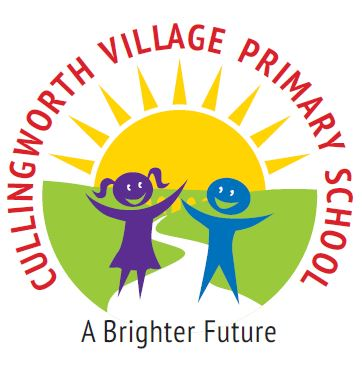 CULLINGWORTH VILLAGE PRIMARY SCHOOL
A Brighter Future